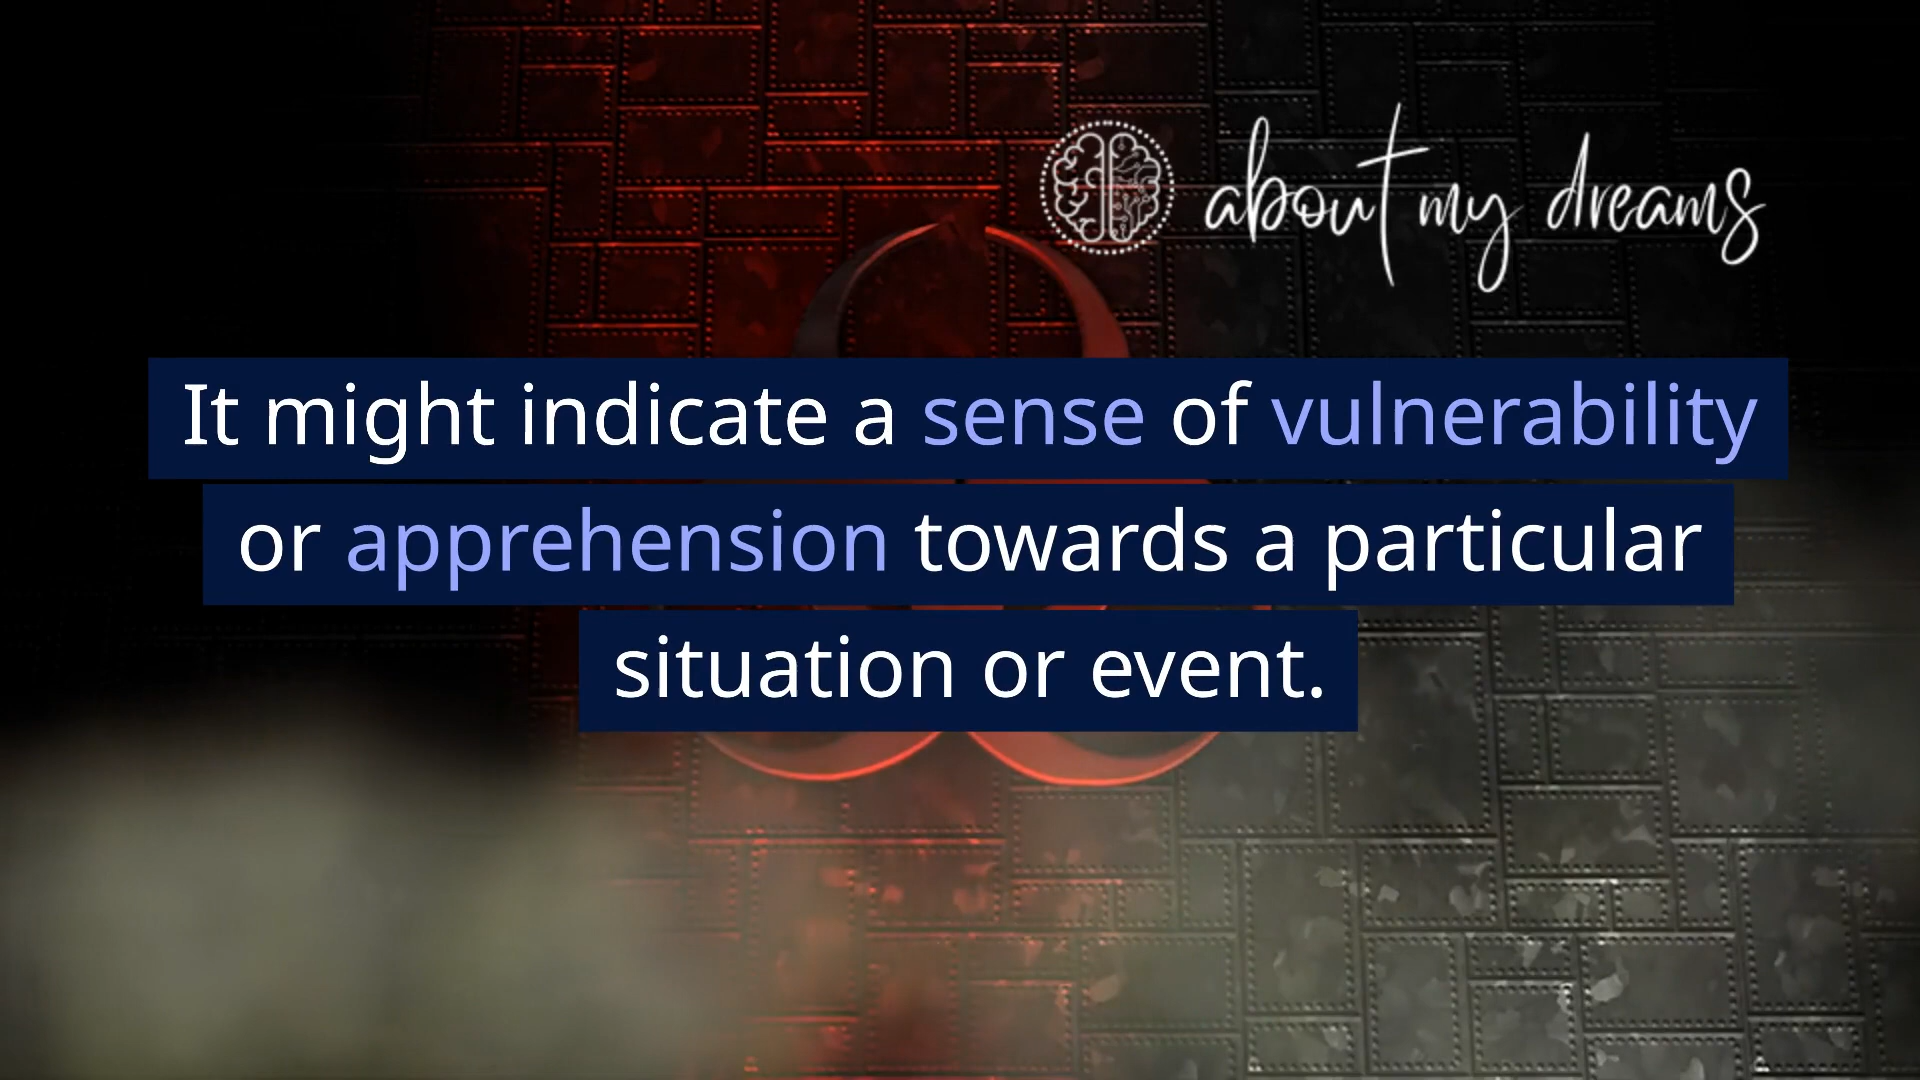 about my dreams
It might indicate a sense of vulnerability
or apprehension towards a particular
situation or event.